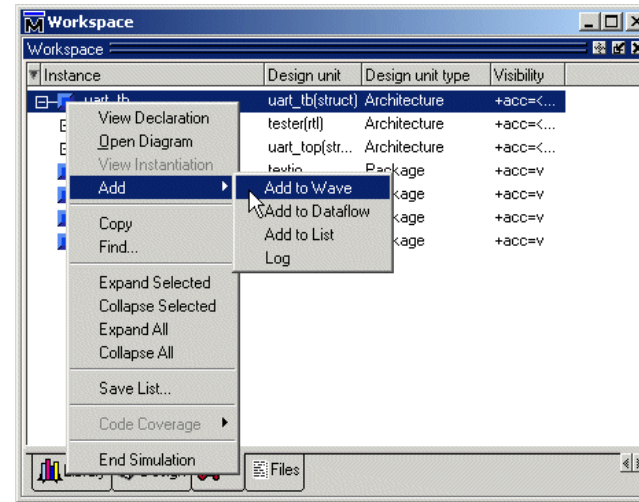 Workspace
Workspace
Instance Design unit Design unit type Visibility
uart_tb uart_tb(struct) Architecture +acc=<...
tester(rtl) Architecture +acc=<...
uart_top(str... Architecture +acc=<...
textio Package +acc=v
kage +acc=v
kage +acc=v
kage +acc=v
View Declaration
Open Diagram
View Instantiation
Add
Copy
Find...
Expand Selected
Collapse Selected
Expand All
Collapse All
Save List...
Code Coverage
End Simulation
Add to Wave
Add to Dataflow
Add to List
Log
Files